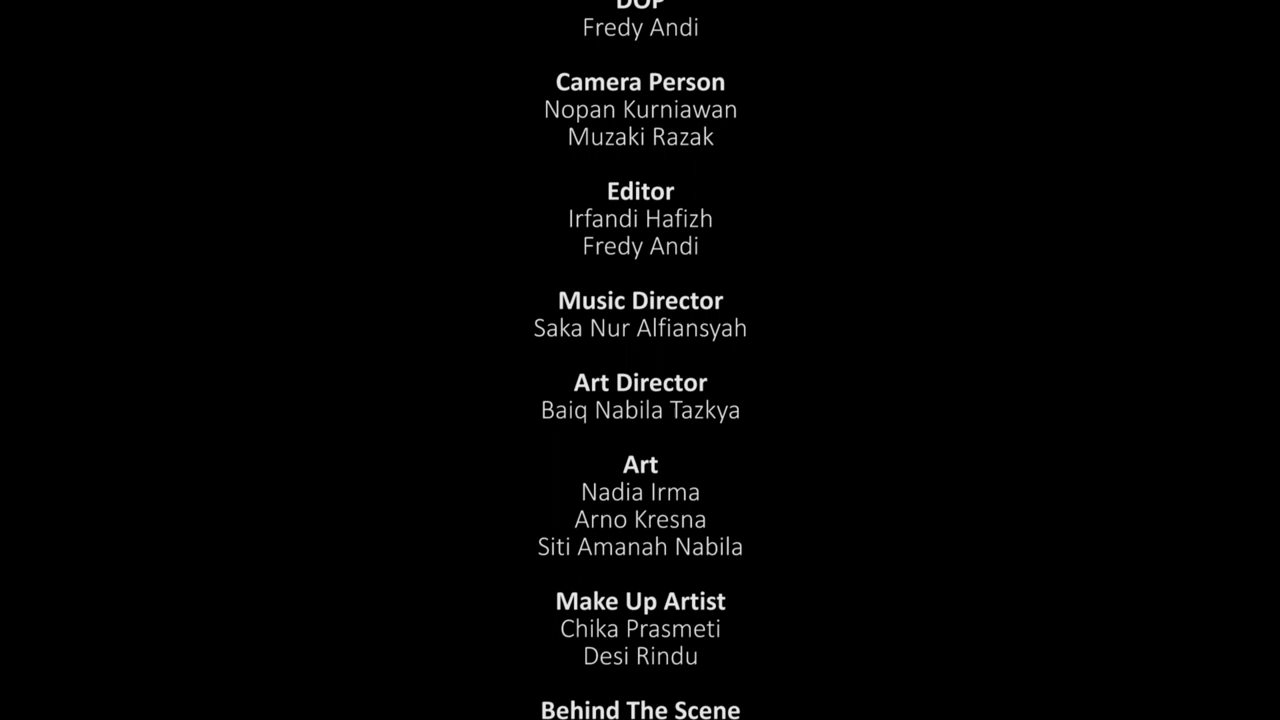 DOP
Fredy Andi
Camera Person
Nopan Kurniawan
Muzaki Razak
Editor
Irfandi Hafizh
Fredy Andi
Music Director
Saka Nur Alfiansyah
Art Director
Baiq Nabila Tazkya
Art
Nadia Irma
Arno Kresna
Siti Amanah Nabila
Make Up Artist
Chika Prasmeti
Desi Rindu
Behind The Scene